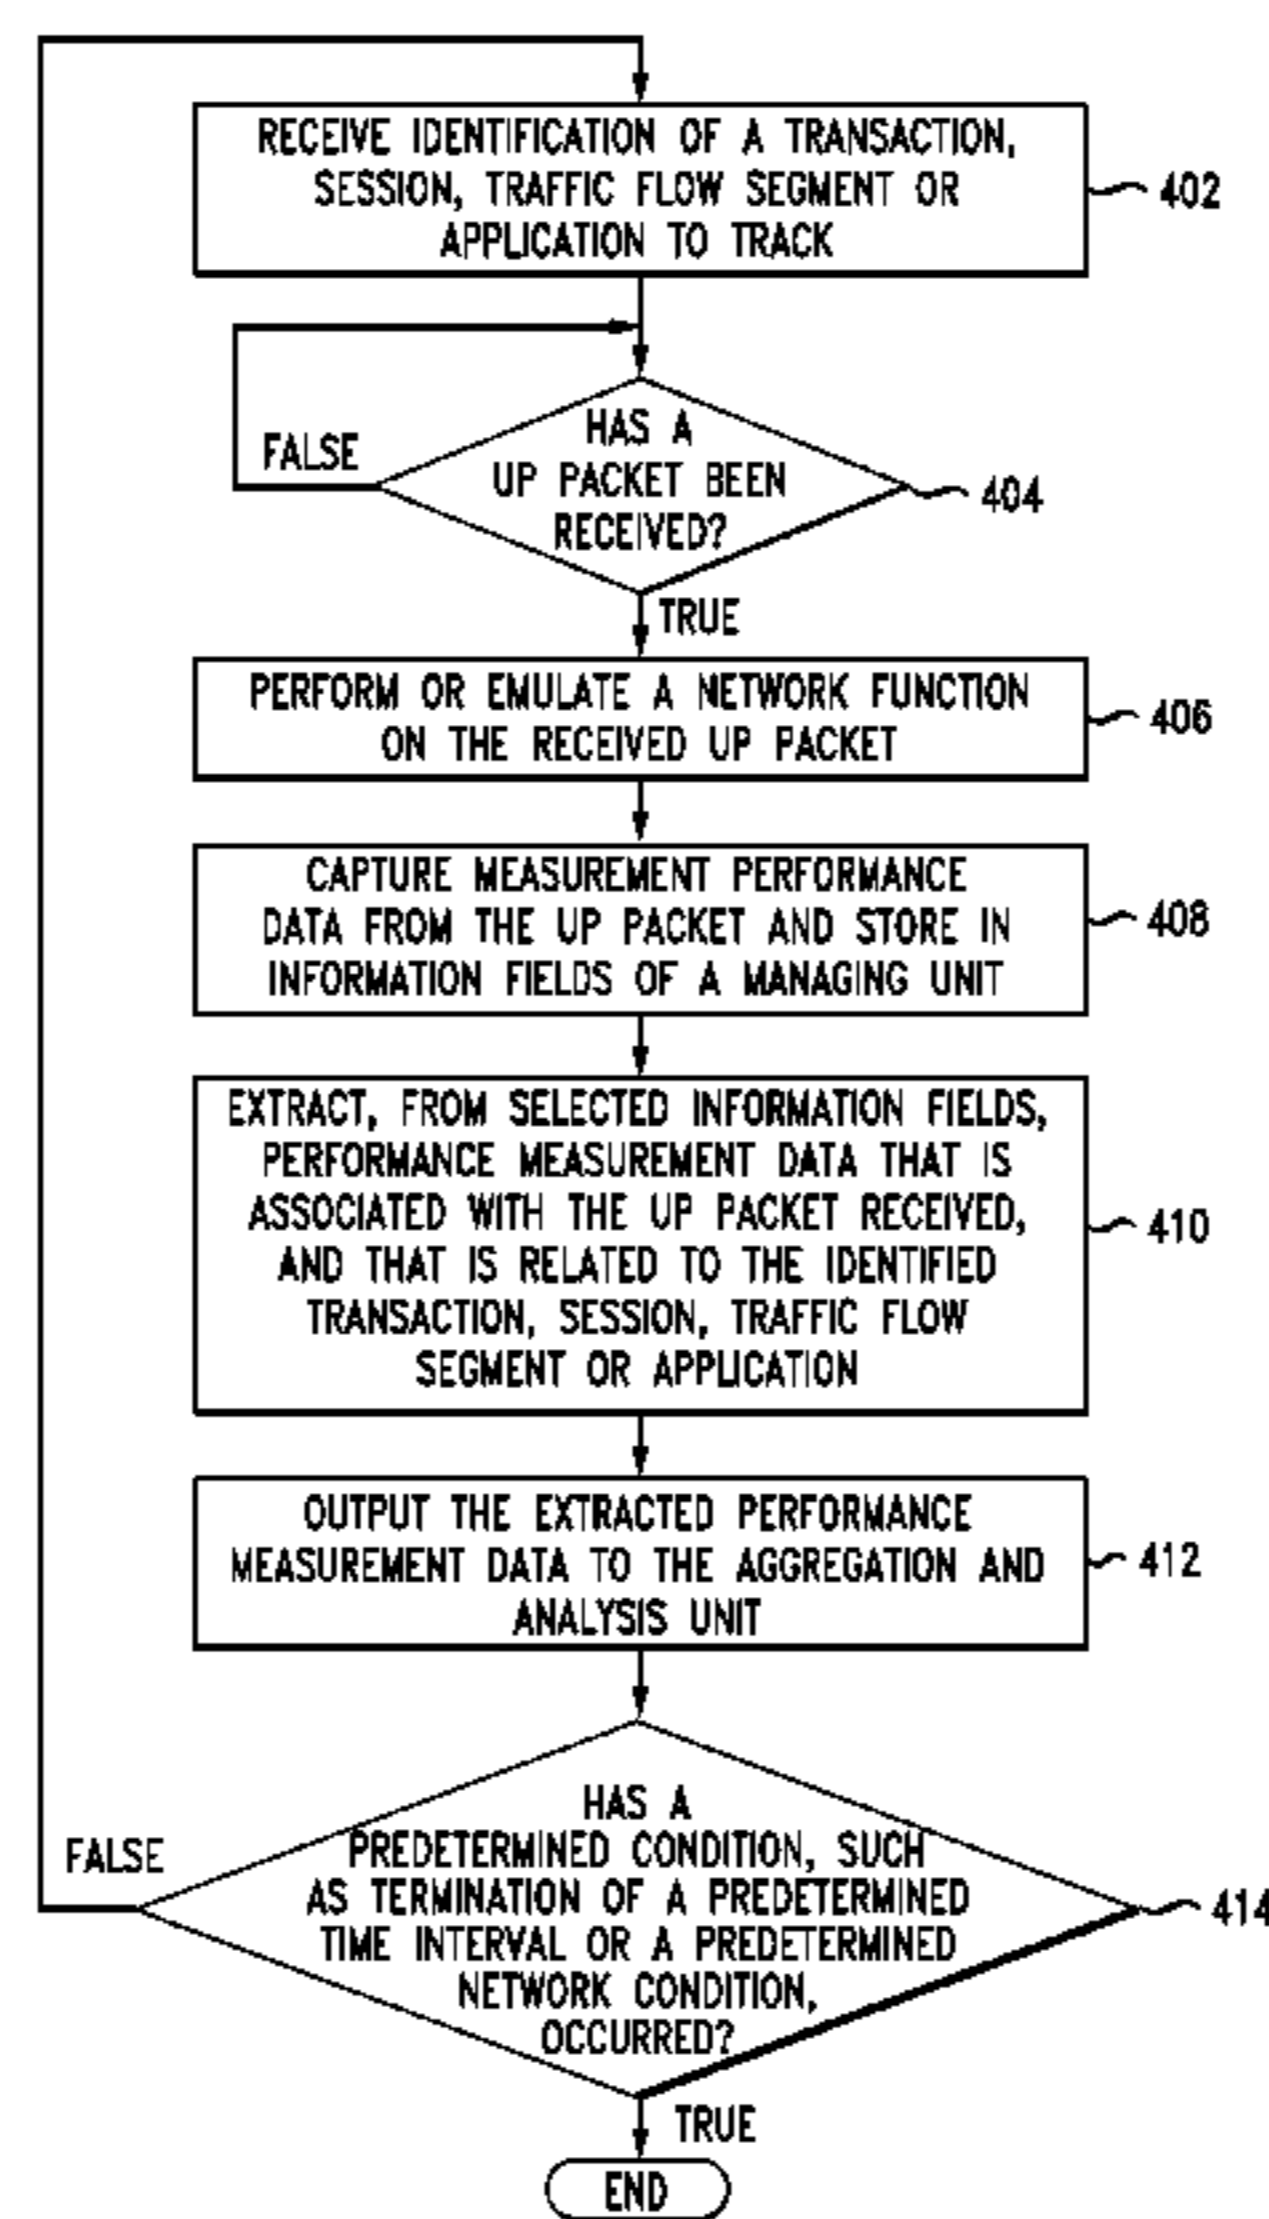 RECEIVE IDENTIFICATION OF A TRANSACTION,
SESSION, TRAFFIC FLOW SEGMENT OR
APPLICATION TO TRACK
402
HAS A
UP PACKET BEEN
RECEIVED?
FALSE
404
TRUE
PERFORM OR EMULATE A NETWORK FUNCTION
ON THE RECEIVED UP PACKET
406
CAPTURE MEASUREMENT PERFORMANCE
DATA FROM THE UP PACKET AND STORE IN
INFORMATION FIELDS OF A MANAGING UNIT
408
EXTRACT, FROM SELECTED INFORMATION FIELDS,
PERFORMANCE MEASUREMENT DATA THAT IS
ASSOCIATED WITH THE UP PACKET RECEIVED,
AND THAT IS RELATED TO THE IDENTIFIED
TRANSACTION, SESSION, TRAFFIC FLOW
SEGMENT OR APPLICATION
410
OUTPUT THE EXTRACTED PERFORMANCE
MEASUREMENT DATA TO THE AGGREGATION AND
ANALYSIS UNIT
412
HAS A
PREDETERMINED CONDITION, SUCH
AS TERMINATION OF A PREDETERMINED
TIME INTERVAL OR A PREDETERMINED
NETWORK CONDITION,
OCCURRED?
FALSE
414
TRUE
END